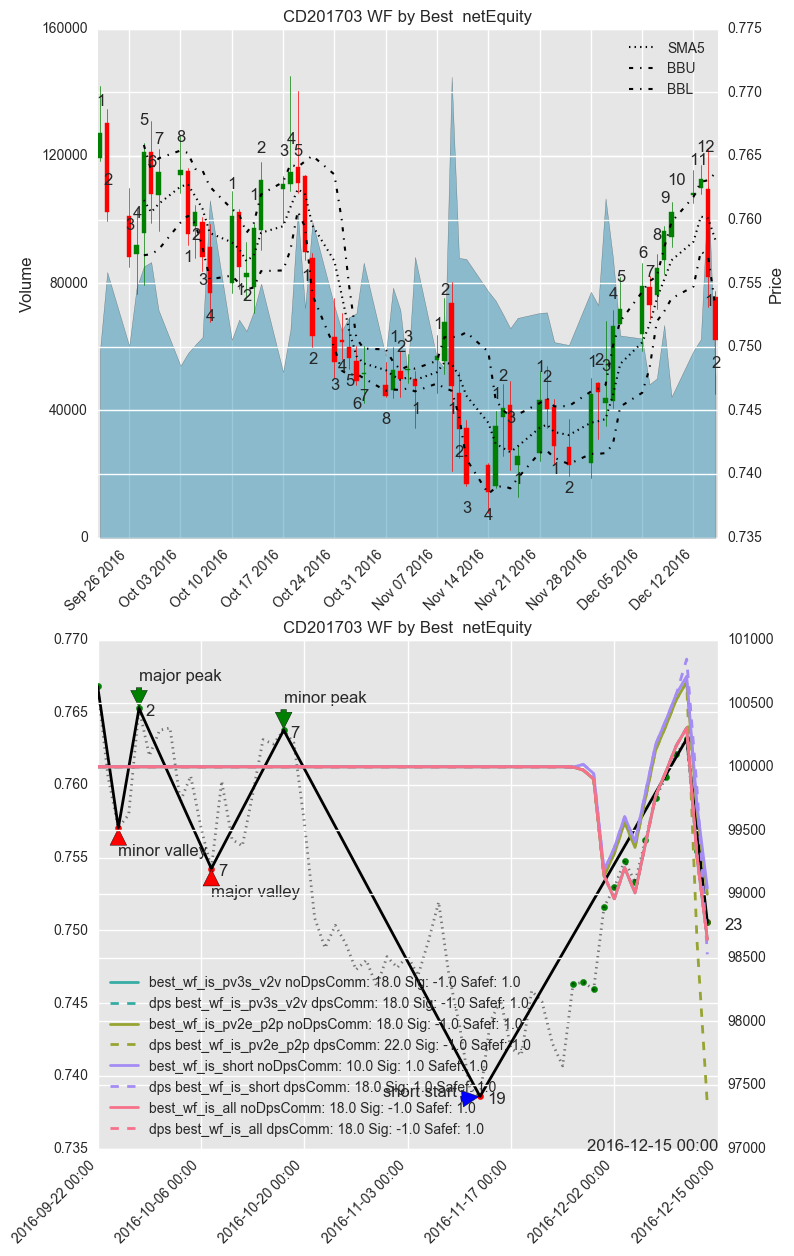 CD201703 WF by Best  netEquity
160000
120000
80000
40000
0
Volume
0.775
0.770
0.765
0.760
0.755
0.750
0.745
0.740
0.735
Price
SMA5
BBU
BBL
Sep 26 2016
Oct 03 2016
Oct 10 2016
Oct 17 2016
Oct 24 2016
Oct 31 2016
Nov 07 2016
Nov 14 2016
Nov 21 2016
Nov 28 2016
Dec 05 2016
Dec 12 2016
CD201703 WF by Best  netEquity
0.770
0.765
0.760
0.755
0.750
0.745
0.740
0.735
101000
100500
100000
99500
99000
98500
98000
97500
97000
major peak
2
minor peak
7
minor valley
7
major valley
23
best_wf_is_pv3s_v2v noDpsComm: 18.0 Sig: -1.0 Safef: 1.0
dps best_wf_is_pv3s_v2v dpsComm: 18.0 Sig: -1.0 Safef: 1.0
best_wf_is_pv2e_p2p noDpsComm: 18.0 Sig: -1.0 Safef: 1.0
dps best_wf_is_pv2e_p2p dpsComm: 22.0 Sig: -1.0 Safef: 1.0
best_wf_is_short noDpsComm: 10.0 Sig: 1.0 Safef: 1.0
dps best_wf_is_short dpsComm: 18.0 Sig: 1.0 Safef: 1.0
short start
19
best_wf_is_all noDpsComm: 18.0 Sig: -1.0 Safef: 1.0
dps best_wf_is_all dpsComm: 18.0 Sig: -1.0 Safef: 1.0
2016-12-15 00:00
2016-09-22 00:00
2016-10-06 00:00
2016-10-20 00:00
2016-11-03 00:00
2016-11-17 00:00
2016-12-02 00:00
2016-12-15 00:00